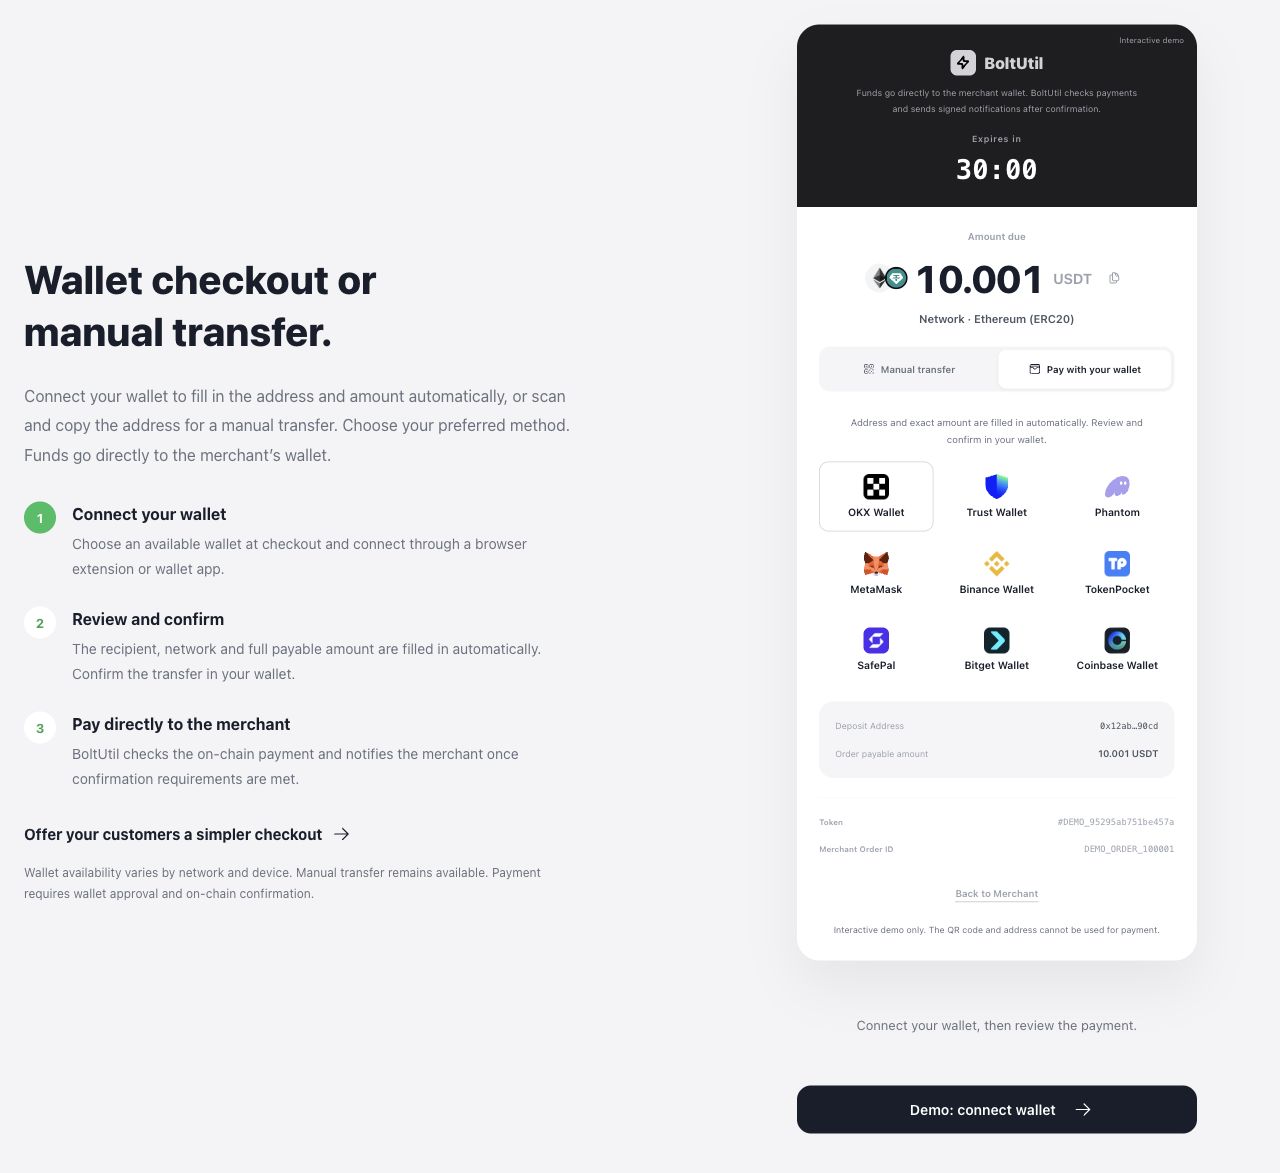 Wallet checkout or
manual transfer.
Connect your wallet to fill in the address and amount automatically, or scan
and copy the address for a manual transfer. Choose your preferred method.
Funds go directly to the merchant’s wallet.
1
Connect your wallet
Choose an available wallet at checkout and connect through a browser
extension or wallet app.
2
Review and confirm
The recipient, network and full payable amount are filled in automatically.
Confirm the transfer in your wallet.
3
Pay directly to the merchant
BoltUtil checks the on-chain payment and notifies the merchant once
confirmation requirements are met.
Offer your customers a simpler checkout →
Wallet availability varies by network and device. Manual transfer remains available. Payment
requires wallet approval and on-chain confirmation.
Interactive demo
BoltUtil
Funds go directly to the merchant wallet. BoltUtil checks payments
and sends signed notifications after confirmation.
Expires in
30:00
Amount due
10.001 USDT
Network · Ethereum (ERC20)
Manual transfer Pay with your wallet
Address and exact amount are filled in automatically. Review and
confirm in your wallet.
OKX Wallet Trust Wallet Phantom
TP
MetaMask Binance Wallet TokenPocket
SafePal Bitget Wallet Coinbase Wallet
Deposit Address 0x12ab…90cd
Order payable amount 10.001 USDT
Token #DEMO_95295ab751be457a
Merchant Order ID DEMO_ORDER_100001
Back to Merchant
Interactive demo only. The QR code and address cannot be used for payment.
Connect your wallet, then review the payment.
Demo: connect wallet →